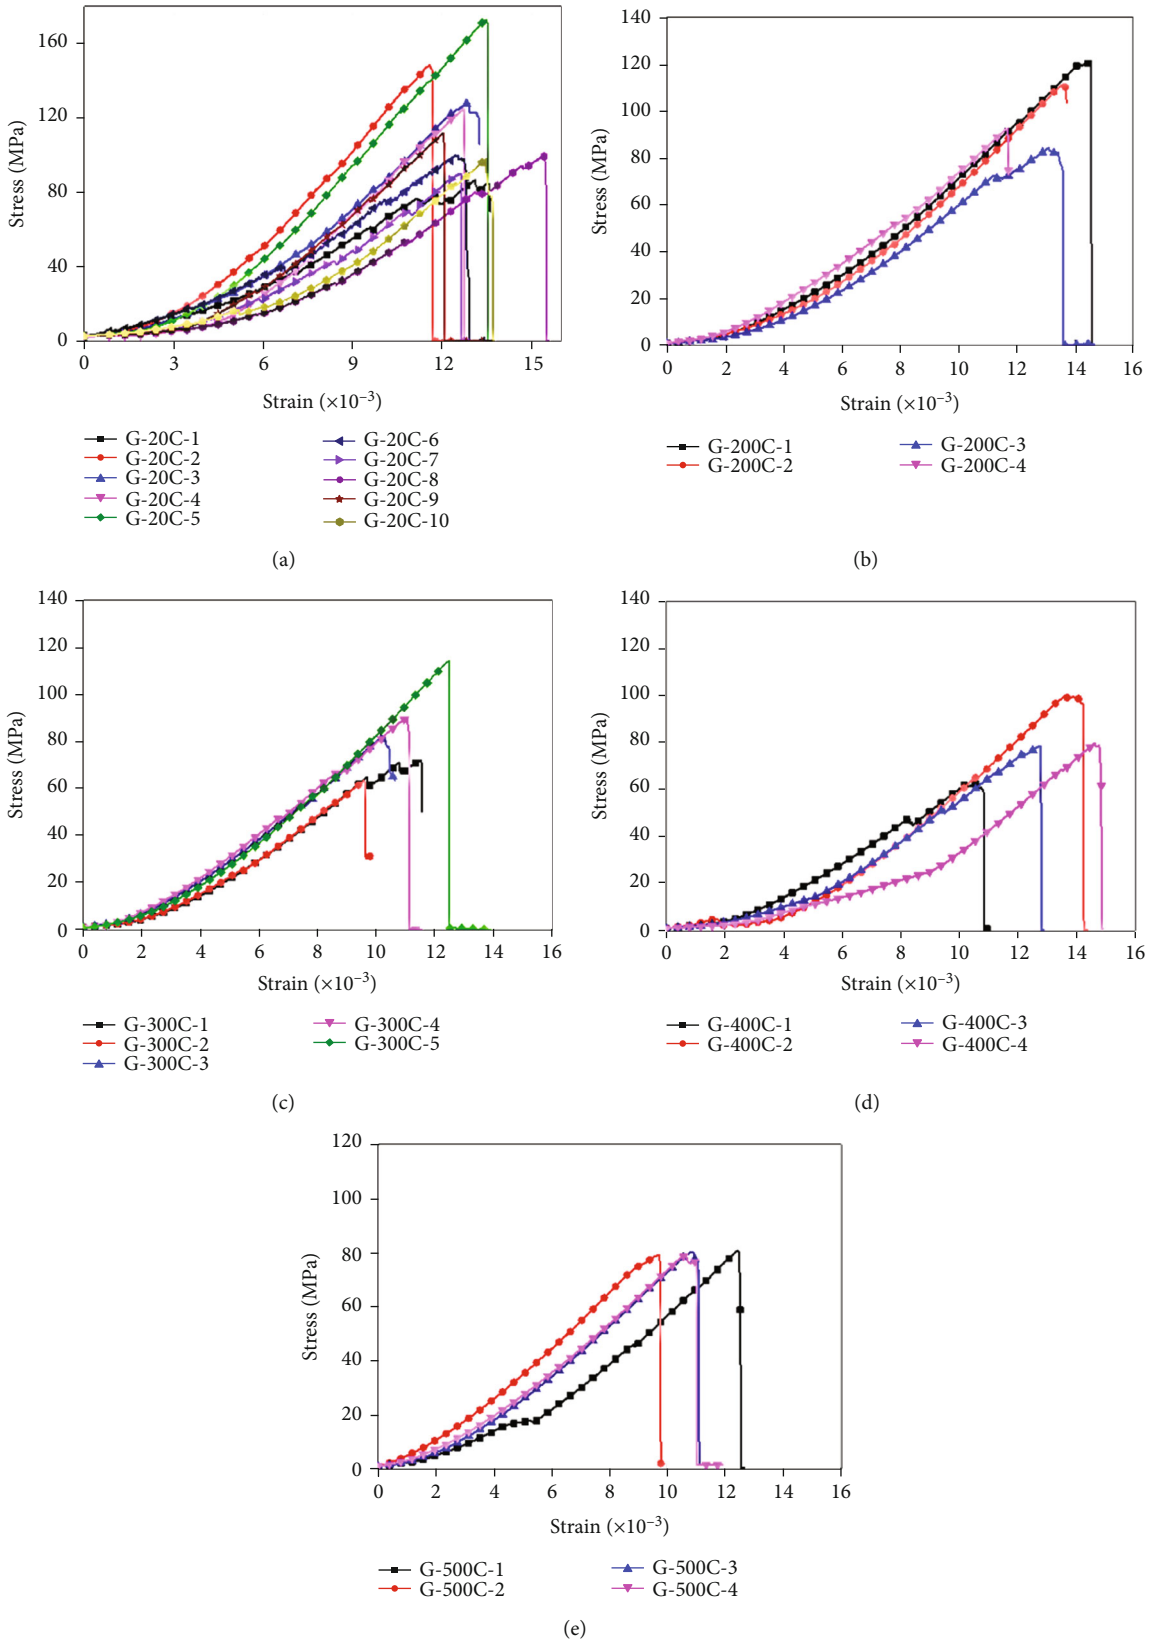 Stress (MPa)
160
120
80
40
0
0 3 6 9 12 15
Strain (×10⁻³)
G-20C-1
G-20C-2
G-20C-3
G-20C-4
G-20C-5
G-20C-6
G-20C-7
G-20C-8
G-20C-9
G-20C-10
(a)
Stress (MPa)
140
120
100
80
60
40
20
0
0 2 4 6 8 10 12 14 16
Strain (×10⁻³)
G-200C-1
G-200C-2
G-200C-3
G-200C-4
(b)
Stress (MPa)
140
120
100
80
60
40
20
0
0 2 4 6 8 10 12 14 16
Strain (×10⁻³)
G-300C-1
G-300C-2
G-300C-3
G-300C-4
G-300C-5
(c)
Stress (MPa)
140
120
100
80
60
40
20
0
0 2 4 6 8 10 12 14 16
Strain (×10⁻³)
G-400C-1
G-400C-2
G-400C-3
G-400C-4
(d)
Stress (MPa)
120
100
80
60
40
20
0
0 2 4 6 8 10 12 14 16
Strain (×10⁻³)
G-500C-1
G-500C-2
G-500C-3
G-500C-4
(e)